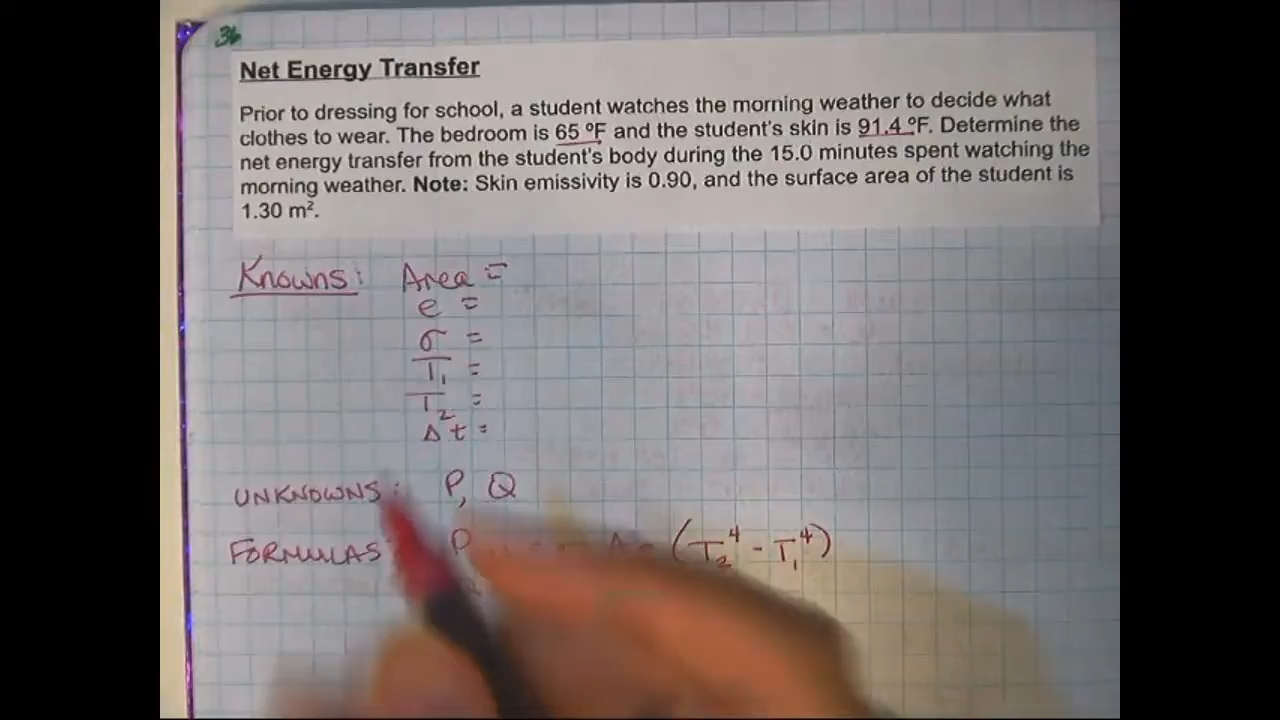 36
Net Energy Transfer
Prior to dressing for school, a student watches the morning weather to decide what
clothes to wear. The bedroom is 65 ºF and the student's skin is 91.4 ºF. Determine the
net energy transfer from the student's body during the 15.0 minutes spent watching the
morning weather. Note: Skin emissivity is 0.90, and the surface area of the student is
1.30 m².
Knowns: Area =
e =
σ =
T₁ =
T₂ =
Δt =
UNKNOWNS: P, Q
FORMULAS: P (T₂⁴ - T₁⁴)